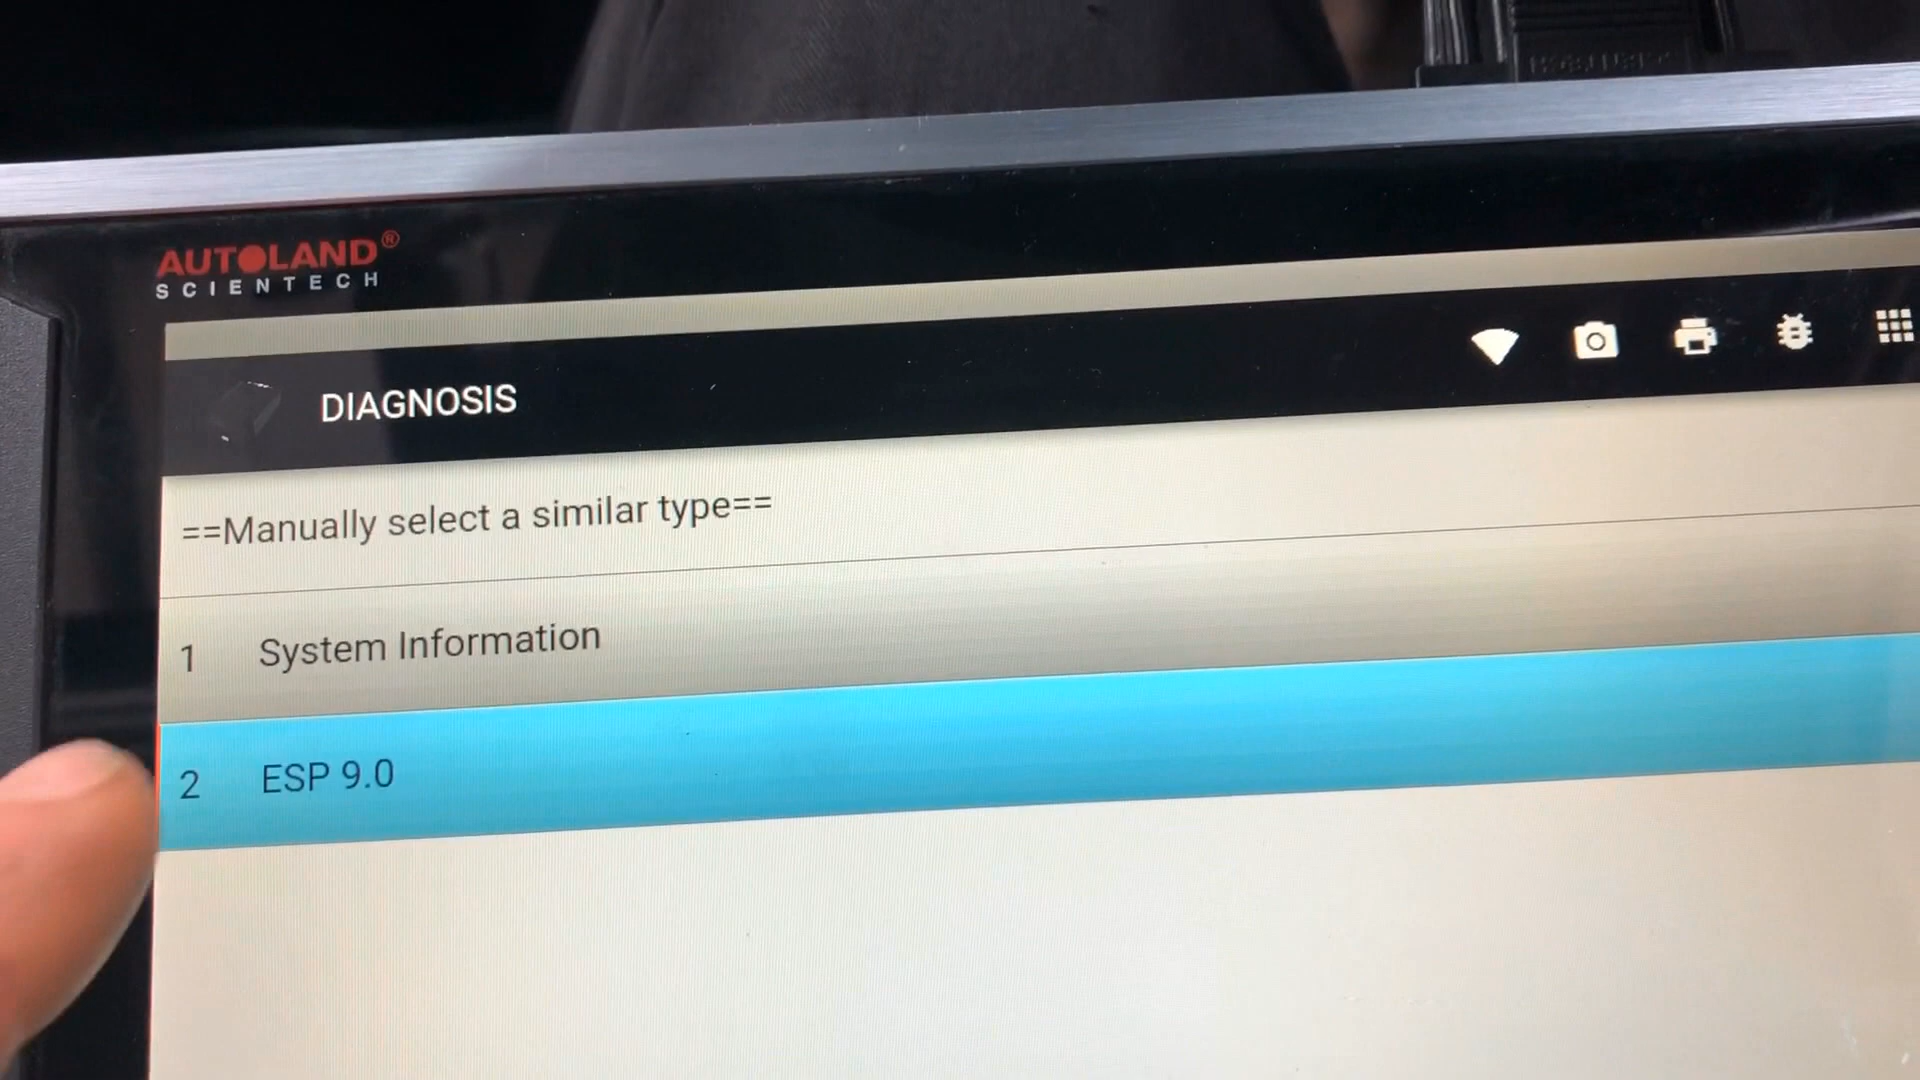 AUTOLAND®
SCIENTECH
DIAGNOSIS
==Manually select a similar type==
1 System Information
2 ESP 9.0